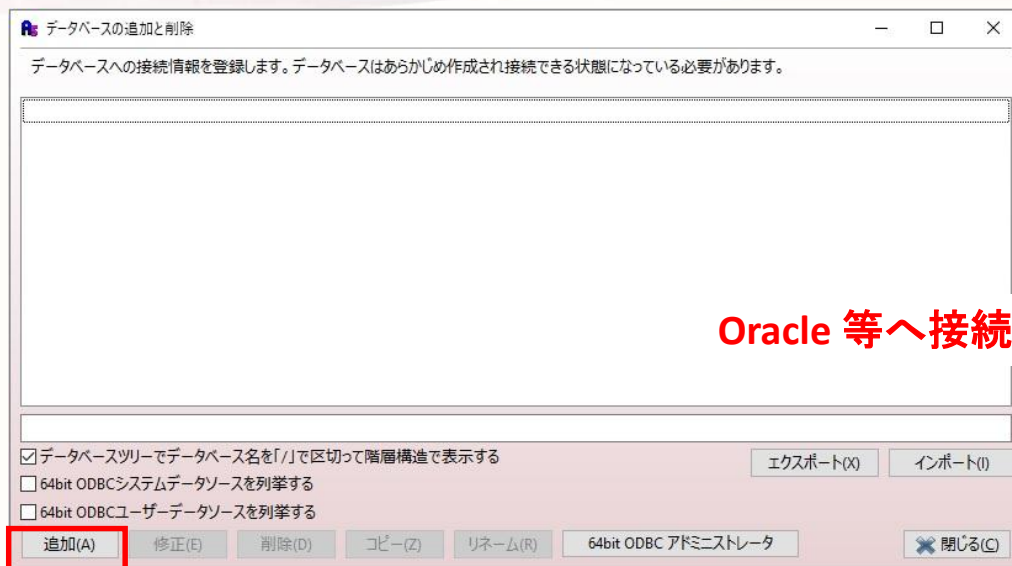 データベースの追加と削除
データベースへの接続情報を登録します。データベースはあらかじめ作成され接続できる状態になっている必要があります。
Oracle 等へ接続
データベースツリーでデータベース名を「/」で区切って階層構造で表示する
エクスポート(X) インポート(I)
64bit ODBCシステムデータソースを列挙する
64bit ODBCユーザーデータソースを列挙する
追加(A) 修正(E) 削除(D) コピー(Z) リネーム(R) 64bit ODBC アドミニストレータ 閉じる(C)